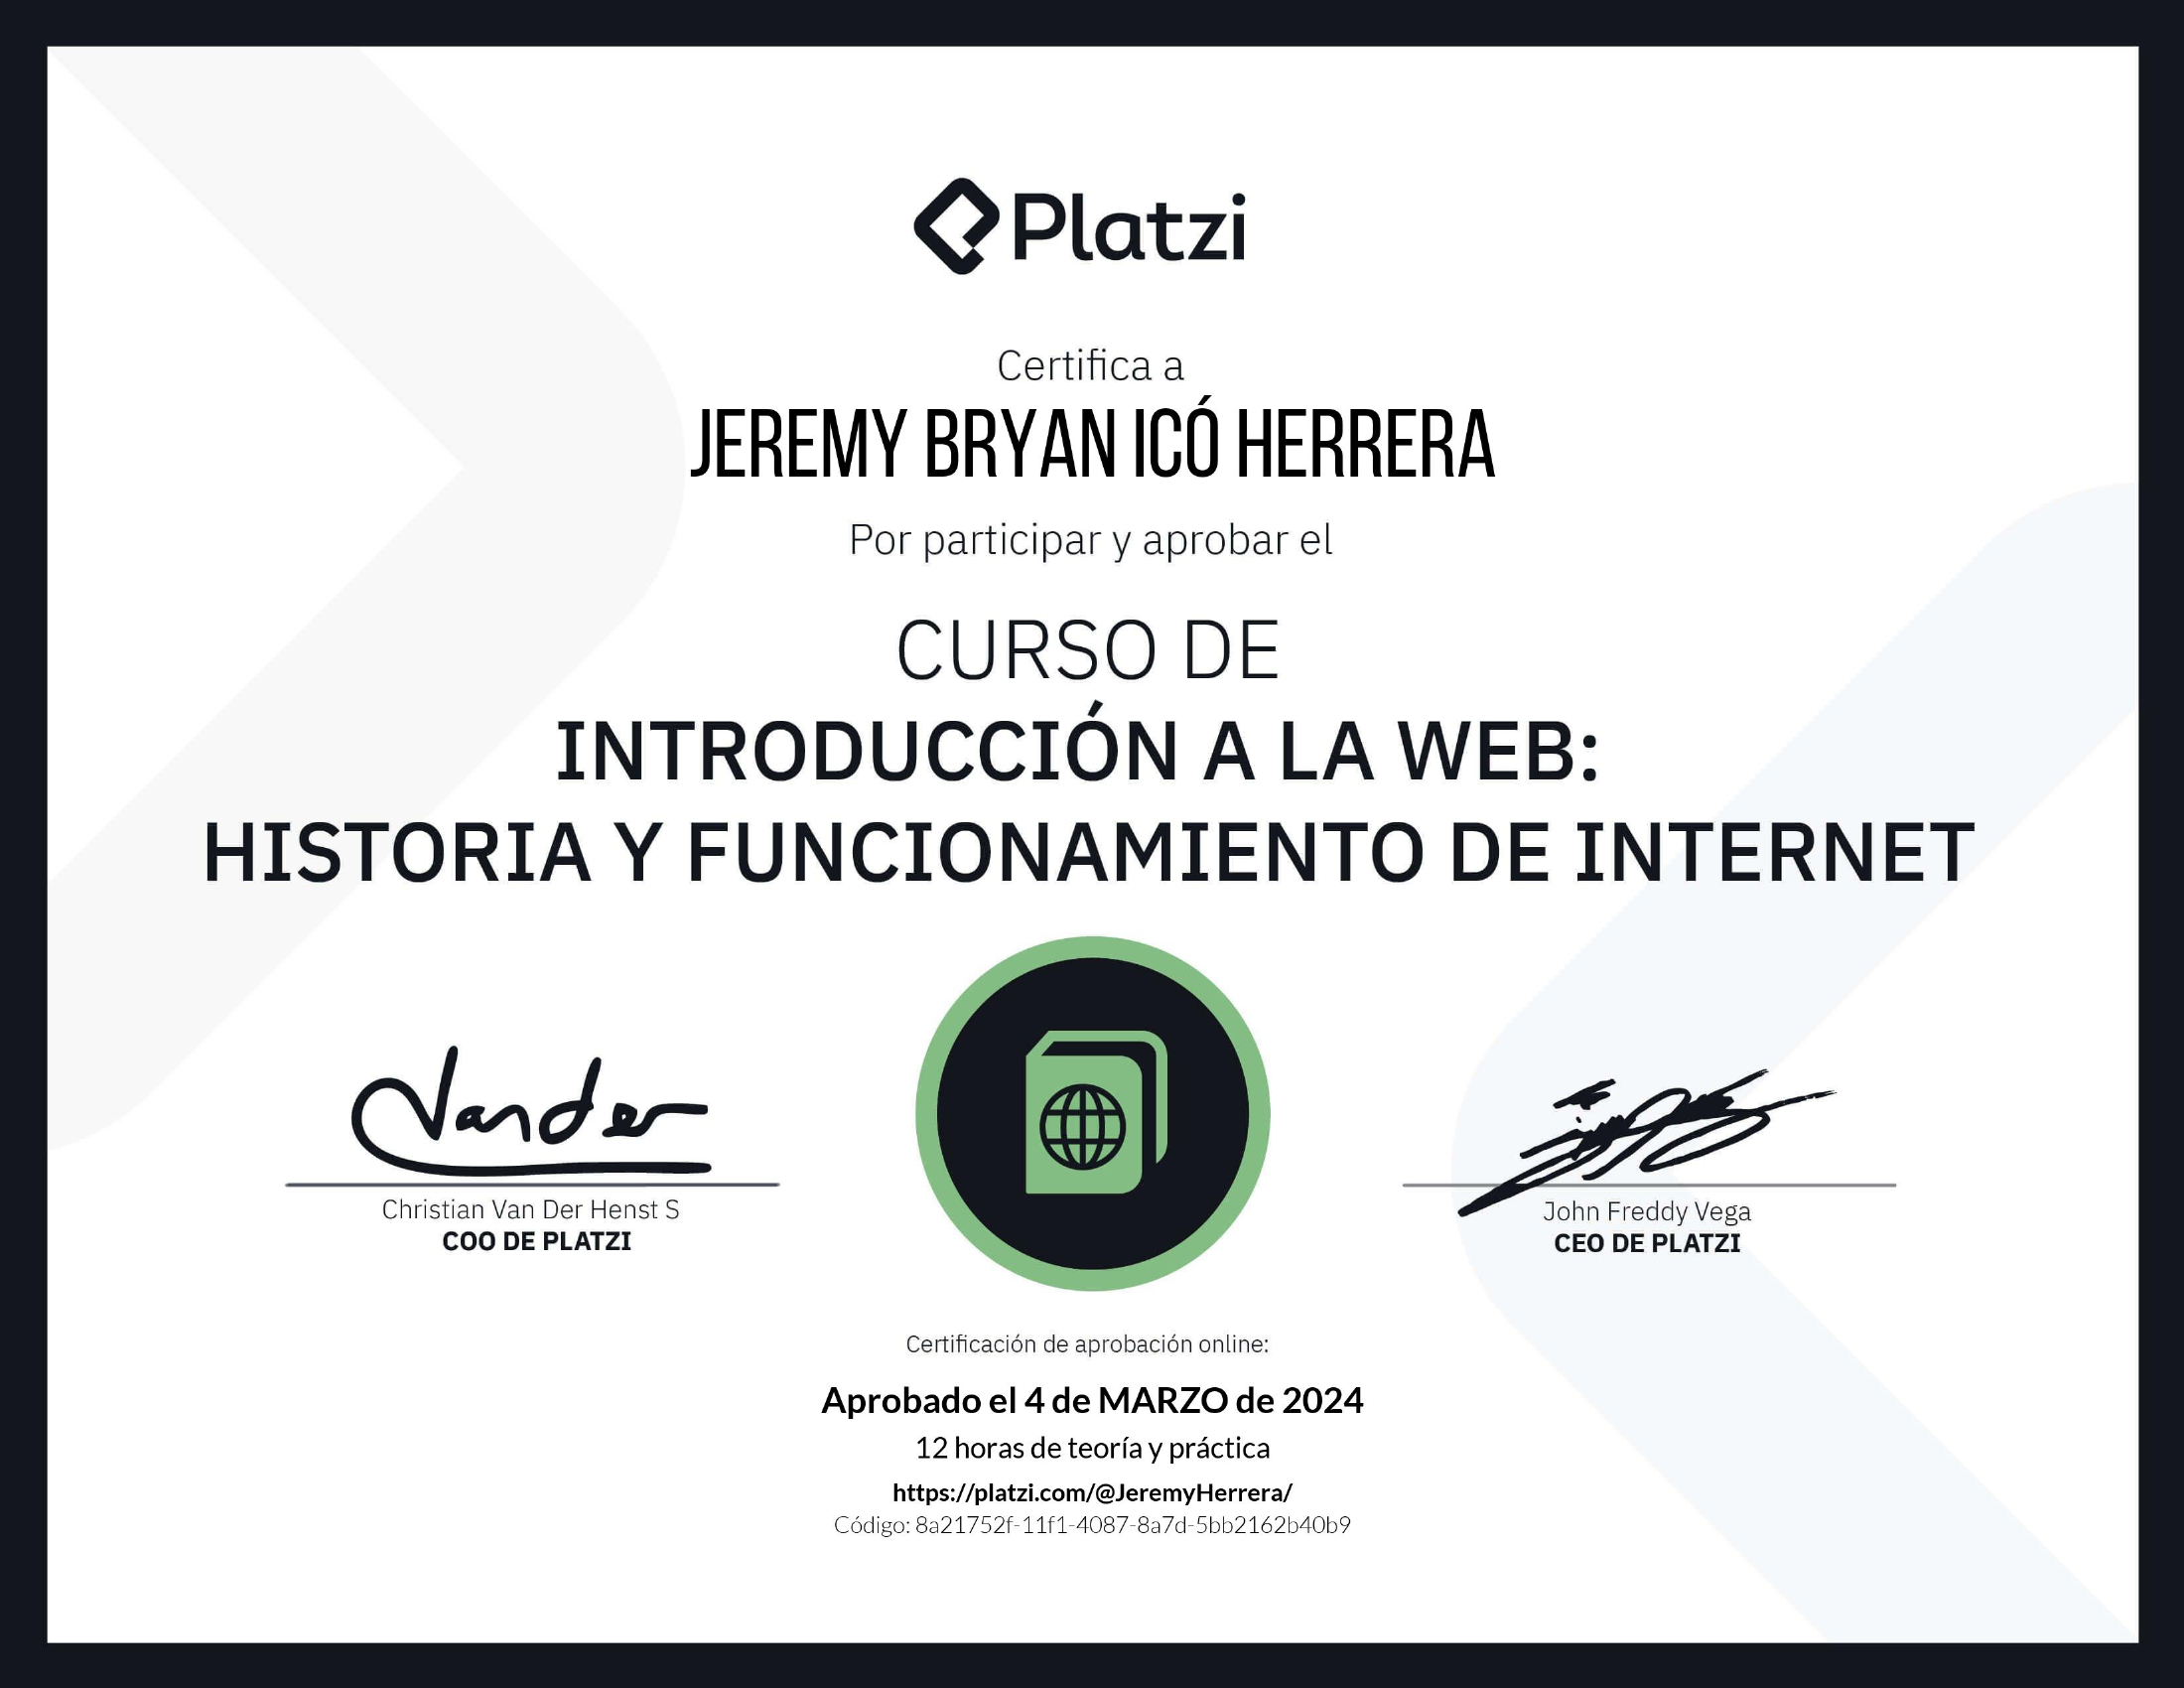 Platzi
Certifica a
JEREMY BRYAN ICÓ HERRERA
Por participar y aprobar el
CURSO DE
INTRODUCCIÓN A LA WEB:
HISTORIA Y FUNCIONAMIENTO DE INTERNET
Vander
Christian Van Der Henst S
COO DE PLATZI
John Freddy Vega
CEO DE PLATZI
Certificación de aprobación online:
Aprobado el 4 de MARZO de 2024
12 horas de teoría y práctica
https://platzi.com/@JeremyHerrera/
Código: 8a21752f-11f1-4087-8a7d-5bb2162b40b9